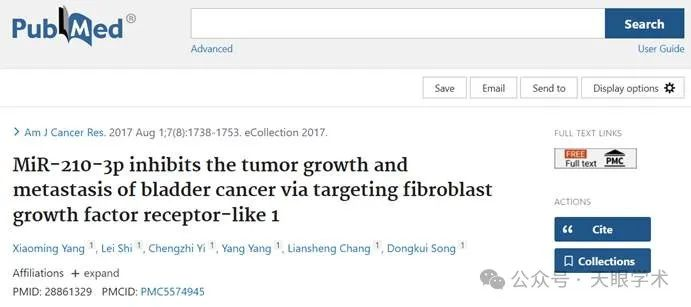 PubMed®
Search
Advanced
User Guide
Save
Email
Send to
Display options
> Am J Cancer Res. 2017 Aug 1;7(8):1738-1753. eCollection 2017.
MiR-210-3p inhibits the tumor growth and
metastasis of bladder cancer via targeting fibroblast
growth factor receptor-like 1
Xiaoming Yang 1, Lei Shi 1, Chengzhi Yi 1, Yang Yang 1, Liansheng Chang 1, Dongkui Song 1
Affiliations + expand
PMID: 28861329 PMCID: PMC5574945
FULL TEXT LINKS
FREE
Full text
PMC
ACTIONS
Cite
Collections
公众号 · 天眼学术